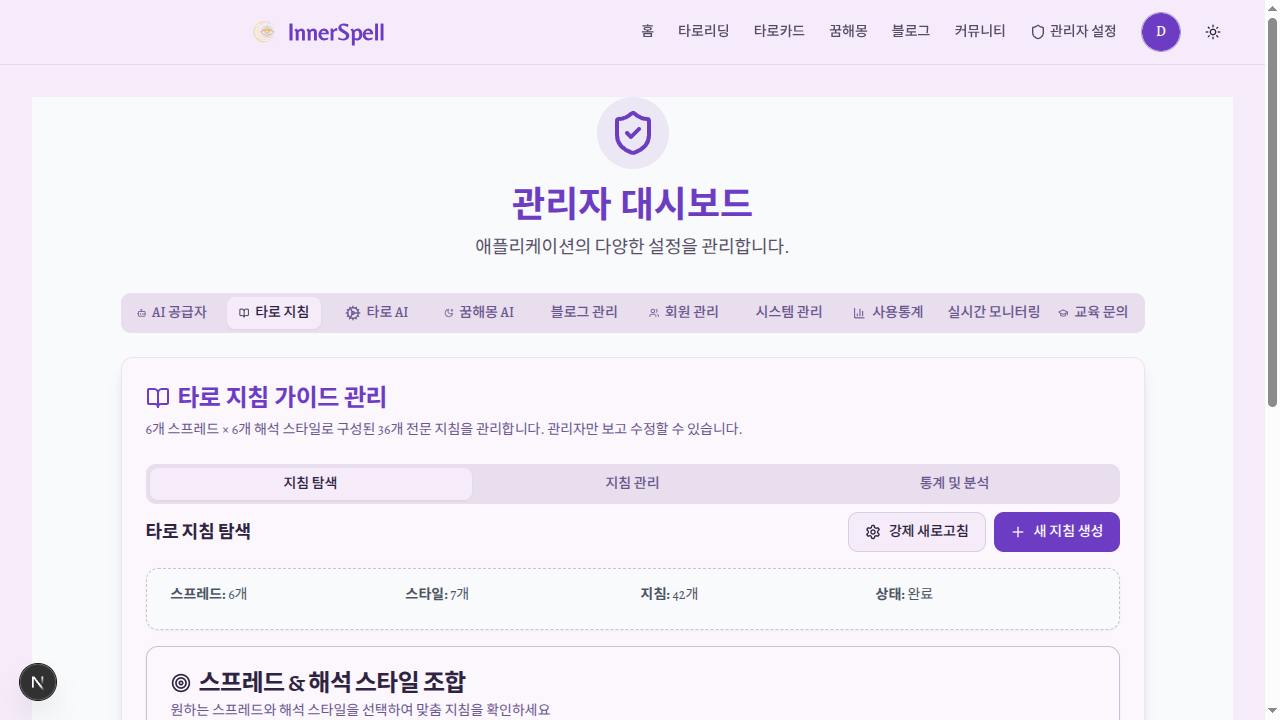 InnerSpell
홈 타로리딩 타로카드 꿈해몽 블로그 커뮤니티 관리자 설정 D
관리자 대시보드
애플리케이션의 다양한 설정을 관리합니다.
AI 공급자 타로 지침 타로 AI 꿈해몽 AI 블로그 관리 회원 관리 시스템 관리 사용통계 실시간 모니터링 교육 문의
타로 지침 가이드 관리
6개 스프레드 × 6개 해석 스타일로 구성된 36개 전문 지침을 관리합니다. 관리자만 보고 수정할 수 있습니다.
지침 탐색 지침 관리 통계 및 분석
타로 지침 탐색 강제 새로고침 새 지침 생성
스프레드: 6개 스타일: 7개 지침: 42개 상태: 완료
스프레드 & 해석 스타일 조합
원하는 스프레드와 해석 스타일을 선택하여 맞춤 지침을 확인하세요
N